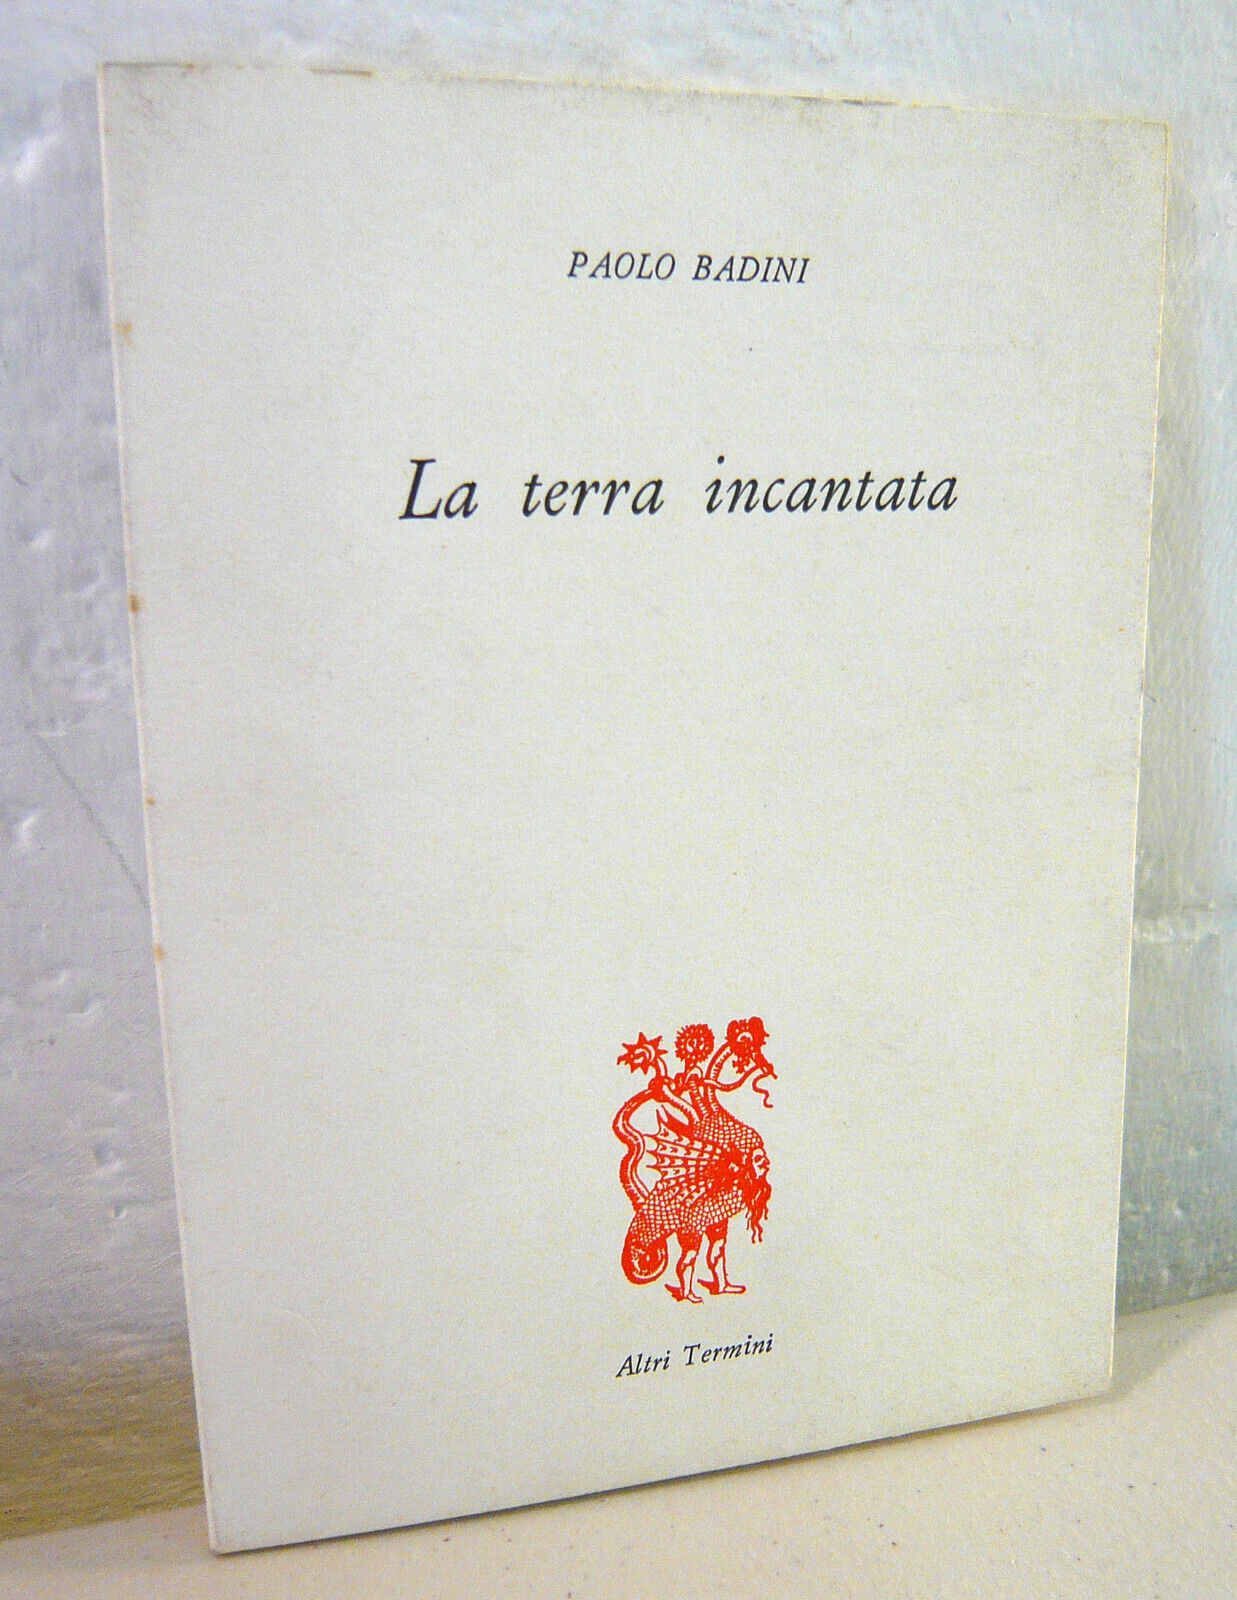 PAOLO BADINI
La terra incantata
Altri Termini